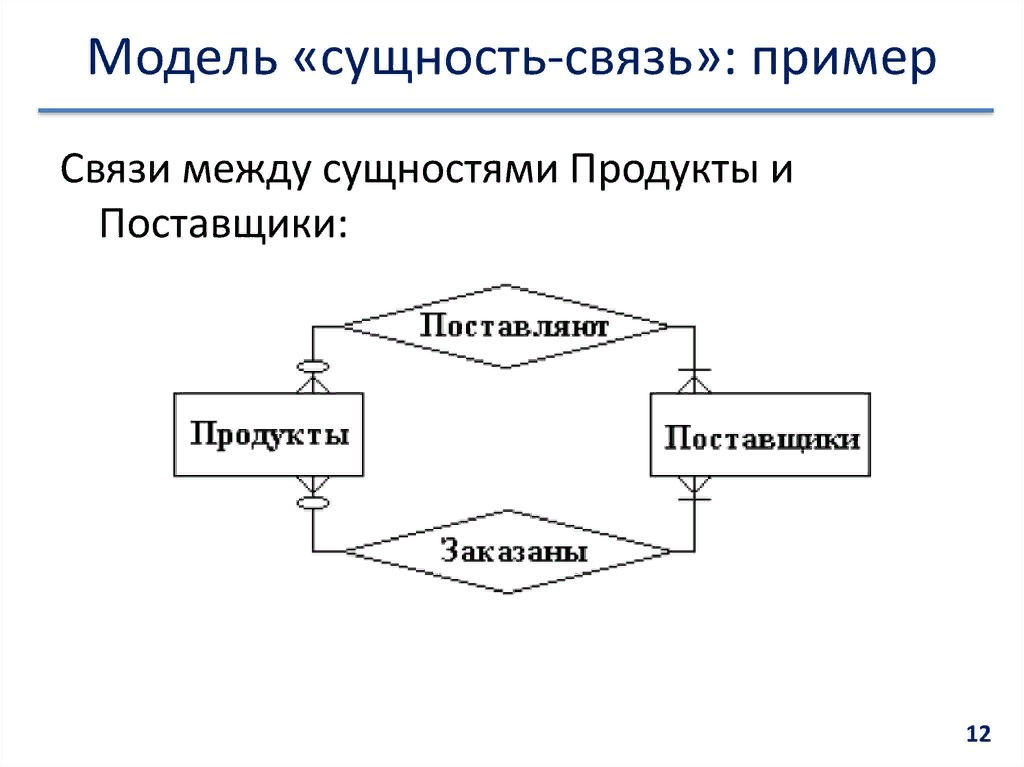 Модель «сущность-связь»: пример
Связи между сущностями Продукты и
Поставщики:
Поставляют
Продукты
Поставщики
Заказаны
12